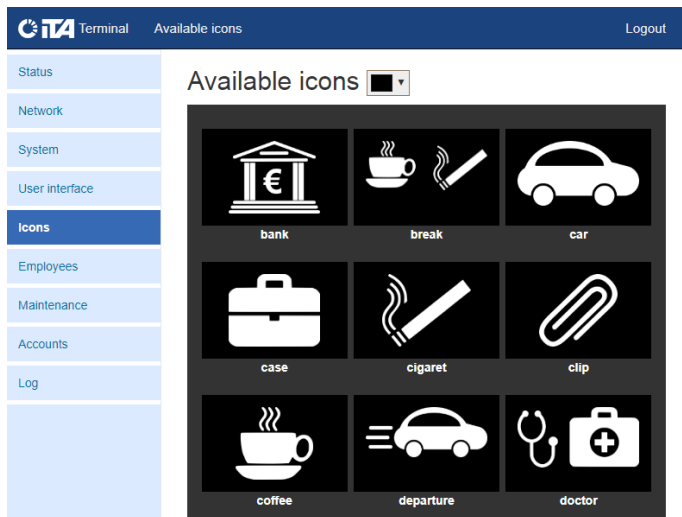 iTA Terminal Available icons Logout
Status
Network
System
User interface
Icons
Employees
Maintenance
Accounts
Log
Available icons
€
bank break car
case cigaret clip
coffee departure doctor